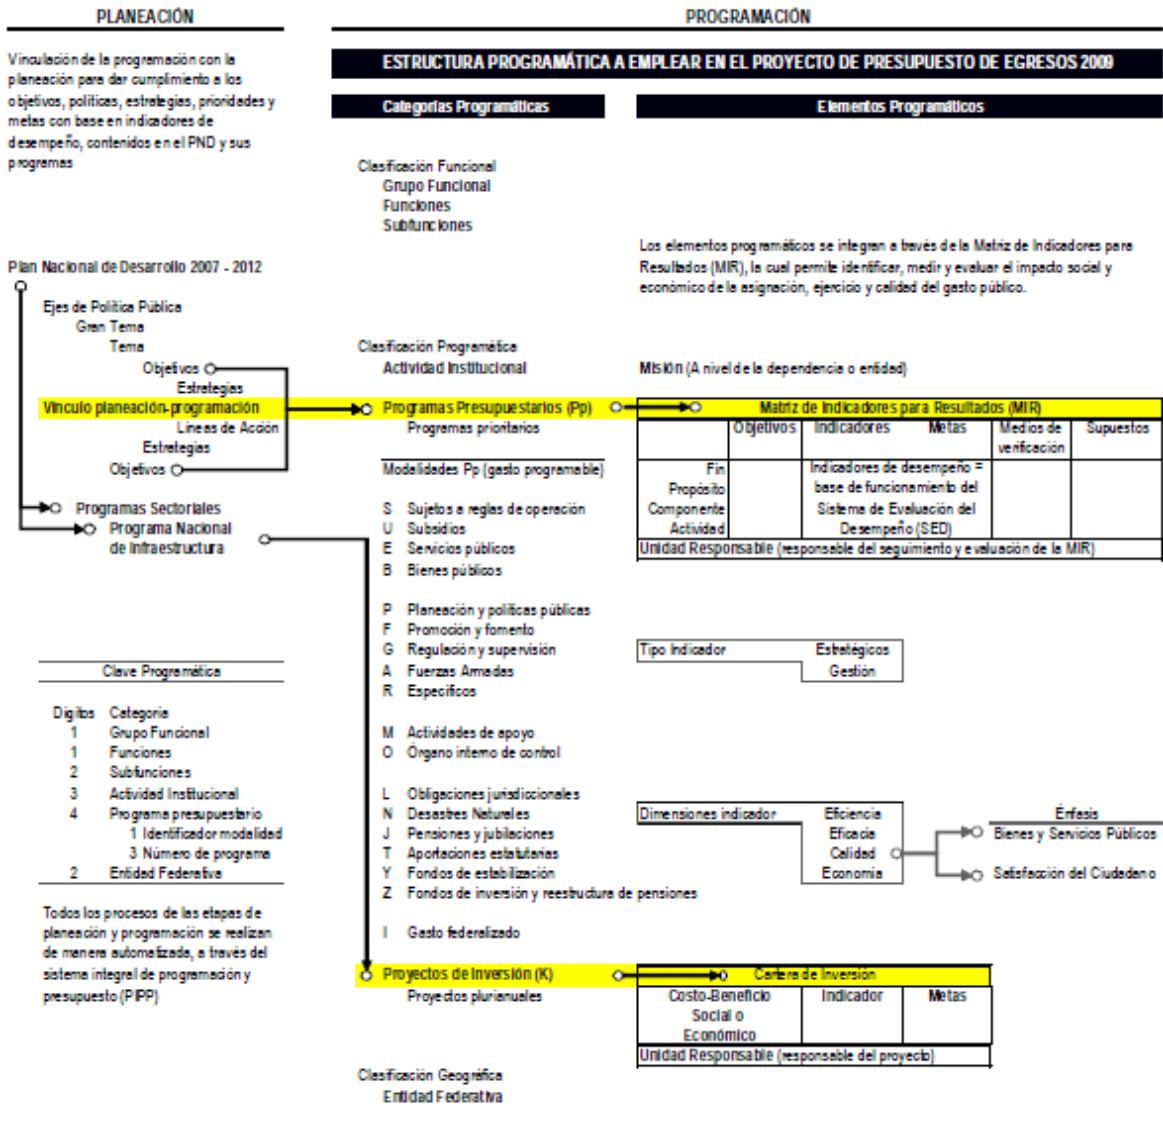 PLANEACIÓN
Vinculación de la programación con la
planeación para dar cumplimiento a los
objetivos, políticas, estrategias, prioridades y
metas con base en indicadores de
desempeño, contenidos en el PND y sus
programas
Plan Nacional de Desarrollo 2007 - 2012
Ejes de Política Pública
Gran Tema
Tema
Objetivos
Estrategias
Vínculo planeación-programación
Líneas de Acción
Estrategias
Objetivos
Programas Sectoriales
Programa Nacional
de Infraestructura
Clave Programática
Dígitos Categoría
1 Grupo Funcional
1 Funciones
2 Subfunciones
3 Actividad Institucional
4 Programa presupuestario
1 Identificador modalidad
3 Número de programa
2 Entidad Federativa
Todos los procesos de las etapas de
planeación y programación se realizan
de manera automatizada, a través del
sistema integral de programación y
presupuesto (PIPP)
PROGRAMACIÓN
ESTRUCTURA PROGRAMÁTICA A EMPLEAR EN EL PROYECTO DE PRESUPUESTO DE EGRESOS 2009
Categorías Programáticas
Clasificación Funcional
Grupo Funcional
Funciones
Subfunciones
Clasificación Programática
Actividad Institucional
Programas Presupuestarios (Pp)
Programas prioritarios
Modalidades Pp (gasto programable)
S Sujetos a reglas de operación
U Subsidios
E Servicios públicos
B Bienes públicos
P Planeación y políticas públicas
F Promoción y fomento
G Regulación y supervisión
A Fuerzas Armadas
R Específicos
M Actividades de apoyo
O Órgano interno de control
L Obligaciones jurisdiccionales
N Desastres Naturales
J Pensiones y jubilaciones
T Aportaciones estatutarias
Y Fondos de estabilización
Z Fondos de inversión y reestructura de pensiones
I Gasto federalizado
Proyectos de Inversión (K)
Proyectos plurianuales
Clasificación Geográfica
Entidad Federativa
Elementos Programáticos
Los elementos programáticos se integran a través de la Matriz de Indicadores para
Resultados (MIR), la cual permite identificar, medir y evaluar el impacto social y
económico de la asignación, ejercicio y calidad del gasto público.
Misión (A nivel de la dependencia o entidad)
Matriz de Indicadores para Resultados (MIR)
Objetivos Indicadores Metas Medios de Supuestos
verificación
Fin Indicadores de desempeño =
Propósito base de funcionamiento del
Componente Sistema de Evaluación del
Actividad Desempeño (SED)
Unidad Responsable (responsable del seguimiento y evaluación de la MIR)
Tipo Indicador Estratégicos
Gestión
Dimensiones indicador Eficiencia
Eficacia
Calidad
Economía
Énfasis
Bienes y Servicios Públicos
Satisfacción del Ciudadano
Cartera de Inversión
Costo-Beneficio Indicador Metas
Social o
Económico
Unidad Responsable (responsable del proyecto)